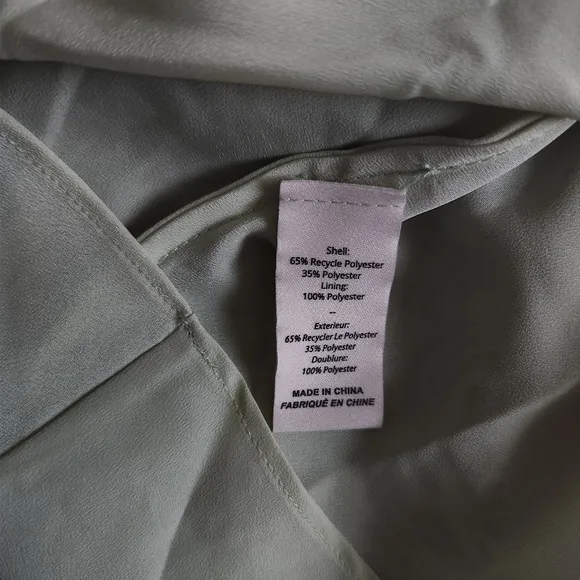 Shell:
65% Recycle Polyester
35% Polyester
Lining:
100% Polyester
--
Exterieur:
65% Recycler Le Polyester
35% Polyester
Doublure:
100% Polyester
MADE IN CHINA
FABRIQUÉ EN CHINE